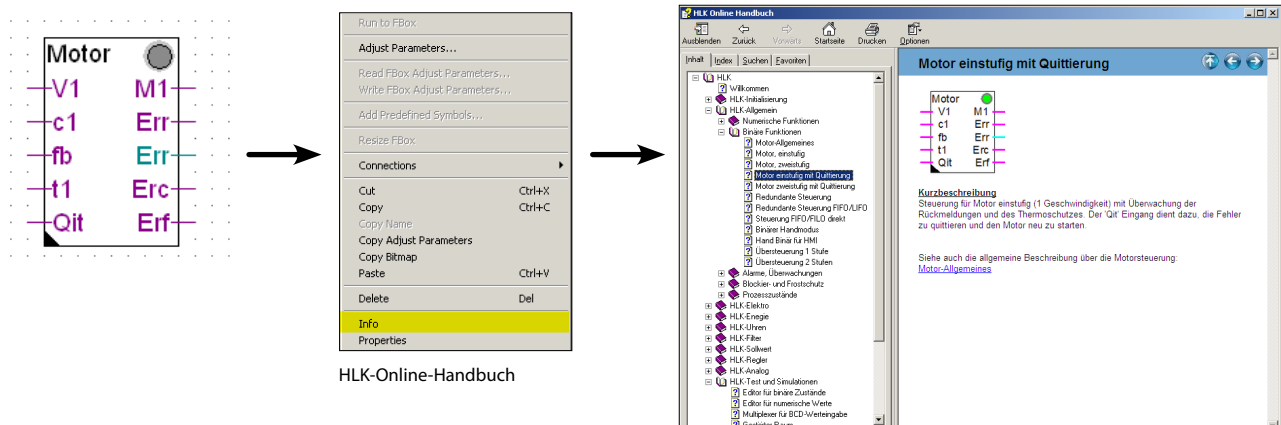 Motor
V1 M1
c1 Err
fb Err
t1 Erc
Qit Erf
Run to FBox
Adjust Parameters...
Read FBox Adjust Parameters...
Write FBox Adjust Parameters...
Add Predefined Symbols...
Resize FBox
Connections
Cut Ctrl+X
Copy Ctrl+C
Copy Name
Copy Adjust Parameters
Copy Bitmap
Paste Ctrl+V
Delete Del
Info
Properties
HLK-Online-Handbuch
HLK Online Handbuch
Ausblenden Zurück Vorwärts Startseite Drucken Optionen
Inhalt Index Suchen Favoriten
HLK
Willkommen
HLK-Initialisierung
HLK-Allgemein
Numerische Funktionen
Binäre Funktionen
Motor-Allgemeines
Motor, einstufig
Motor, zweistufig
Motor einstufig mit Quittierung
Motor zweistufig mit Quittierung
Redundante Steuerung
Redundante Steuerung FIFO/LIFO
Steuerung FIFO/FILO direkt
Binärer Handmodus
Hand Binär für HMI
Übersteuerung 1 Stufe
Übersteuerung 2 Stufen
Alarme, Überwachungen
Blockier- und Frostschutz
Prozesszustände
HLK-Elektro
HLK-Enegie
HLK-Uhren
HLK-Filter
HLK-Sollwert
HLK-Regler
HLK-Analog
HLK-Test und Simulationen
Editor für binäre Zustände
Editor für numerische Werte
Multiplexer für BCD-Werteingabe
Motor einstufig mit Quittierung
Motor
V1 M1
c1 Err
fb Err
t1 Erc
Qit Erf
Kurzbeschreibung
Steuerung für Motor einstufig (1 Geschwindigkeit) mit Überwachung der
Rückmeldungen und des Thermoschutzes. Der 'Qit' Eingang dient dazu, die Fehler
zu quittieren und den Motor neu zu starten.
Siehe auch die allgemeine Beschreibung über die Motorsteuerung:
Motor-Allgemeines